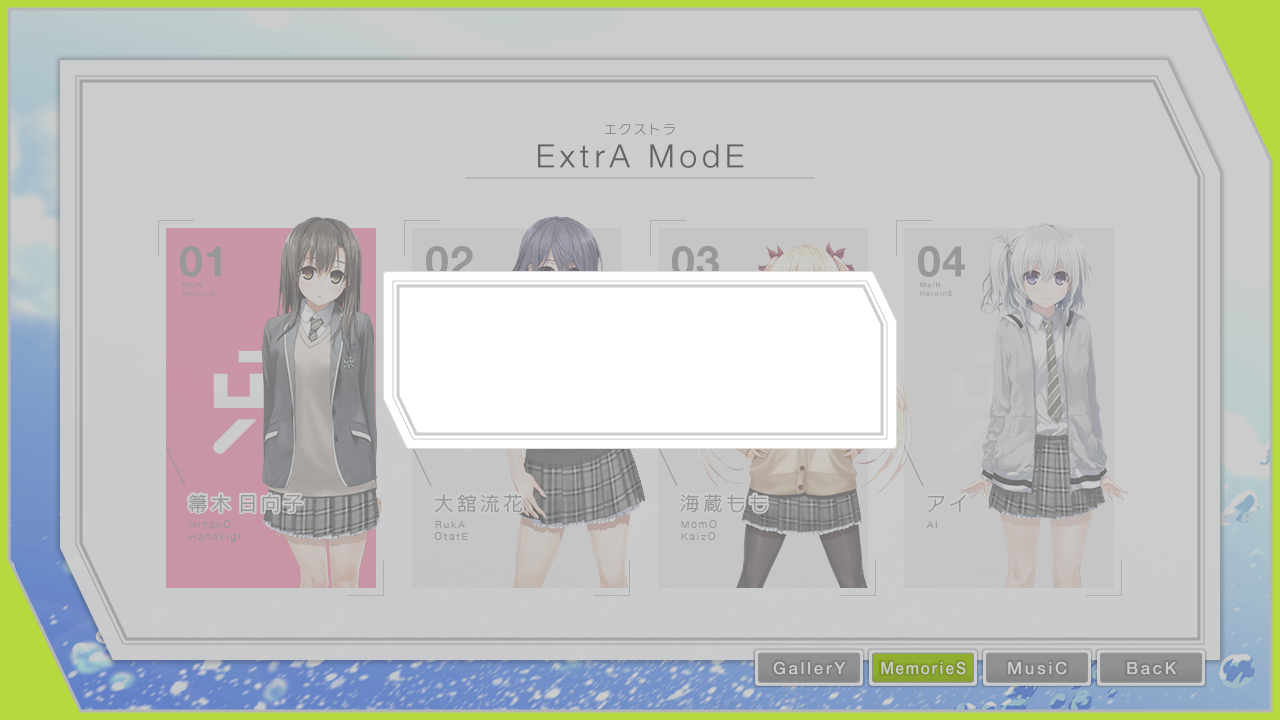 エクストラ
ExtrA ModE
01
MaiN
HeroinE
02
03
04
MaiN
HeroinE
箒木 日向子
HinakO
HahakigI
大舘流花
RukA
OtatE
海蔵もも
MomO
KaizO
アイ
AI
GallerY
MemorieS
MusiC
BacK